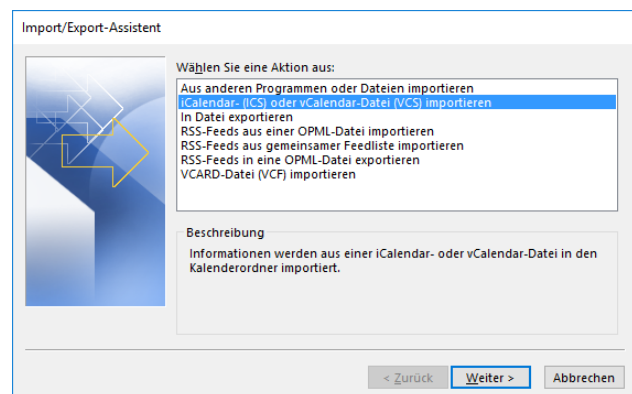 Import/Export-Assistent
Wählen Sie eine Aktion aus:
Aus anderen Programmen oder Dateien importieren
iCalendar- (ICS) oder vCalendar-Datei (VCS) importieren
In Datei exportieren
RSS-Feeds aus einer OPML-Datei importieren
RSS-Feeds aus gemeinsamer Feedliste importieren
RSS-Feeds in eine OPML-Datei exportieren
VCARD-Datei (VCF) importieren
Beschreibung
Informationen werden aus einer iCalendar- oder vCalendar-Datei in den
Kalenderordner importiert.
< Zurück Weiter > Abbrechen